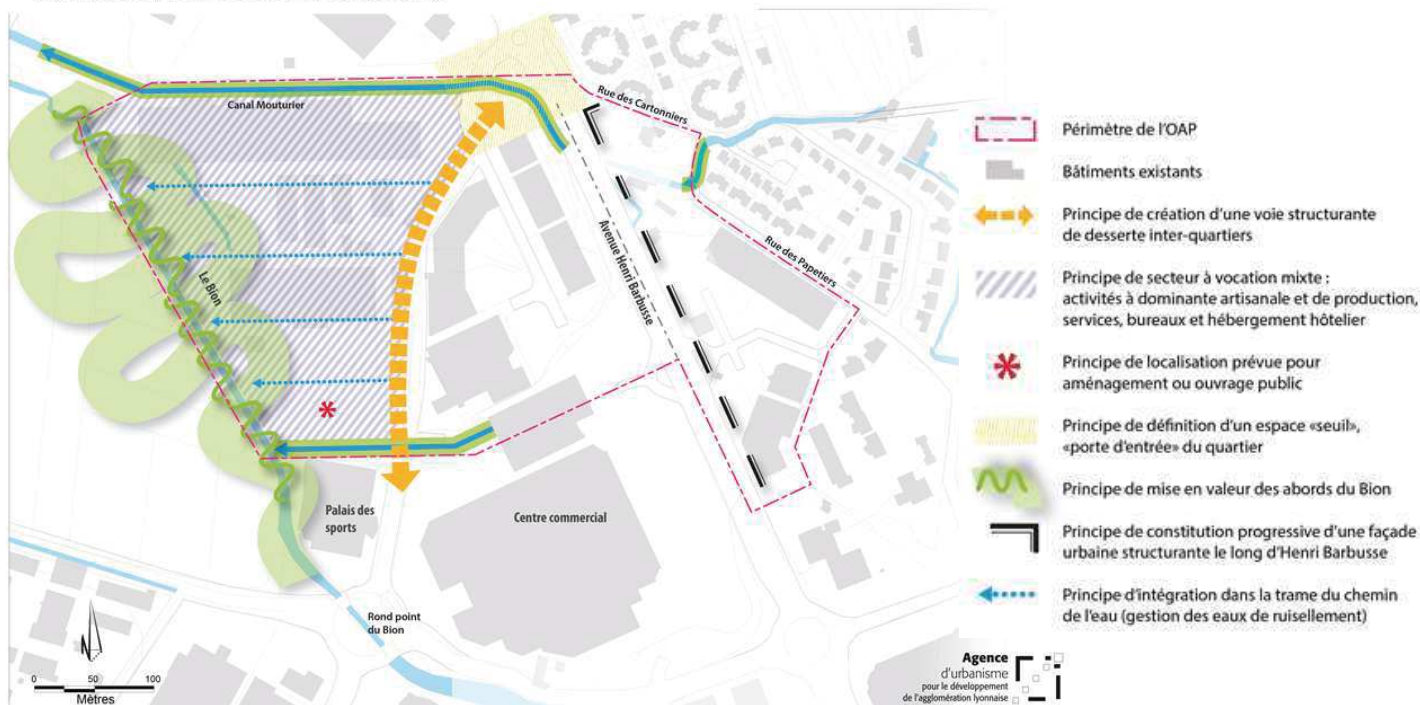 Canal Mouturier
Rue des Cartonniers
Avenue Henri Barbusse
Rue des Papetiers
Le Bion
Palais des
sports
Centre commercial
Rond point
du Bion
N
0 50 100
Mètres
Périmètre de l'OAP
Bâtiments existants
Principe de création d'une voie structurante
de desserte inter-quartiers
Principe de secteur à vocation mixte :
activités à dominante artisanale et de production,
services, bureaux et hébergement hôtelier
Principe de localisation prévue pour
aménagement ou ouvrage public
Principe de définition d'un espace «seuil»,
«porte d'entrée» du quartier
Principe de mise en valeur des abords du Bion
Principe de constitution progressive d'une façade
urbaine structurante le long d'Henri Barbusse
Principe d'intégration dans la trame du chemin
de l'eau (gestion des eaux de ruisellement)
Agence
d'urbanisme
pour le développement
de l'agglomération lyonnaise